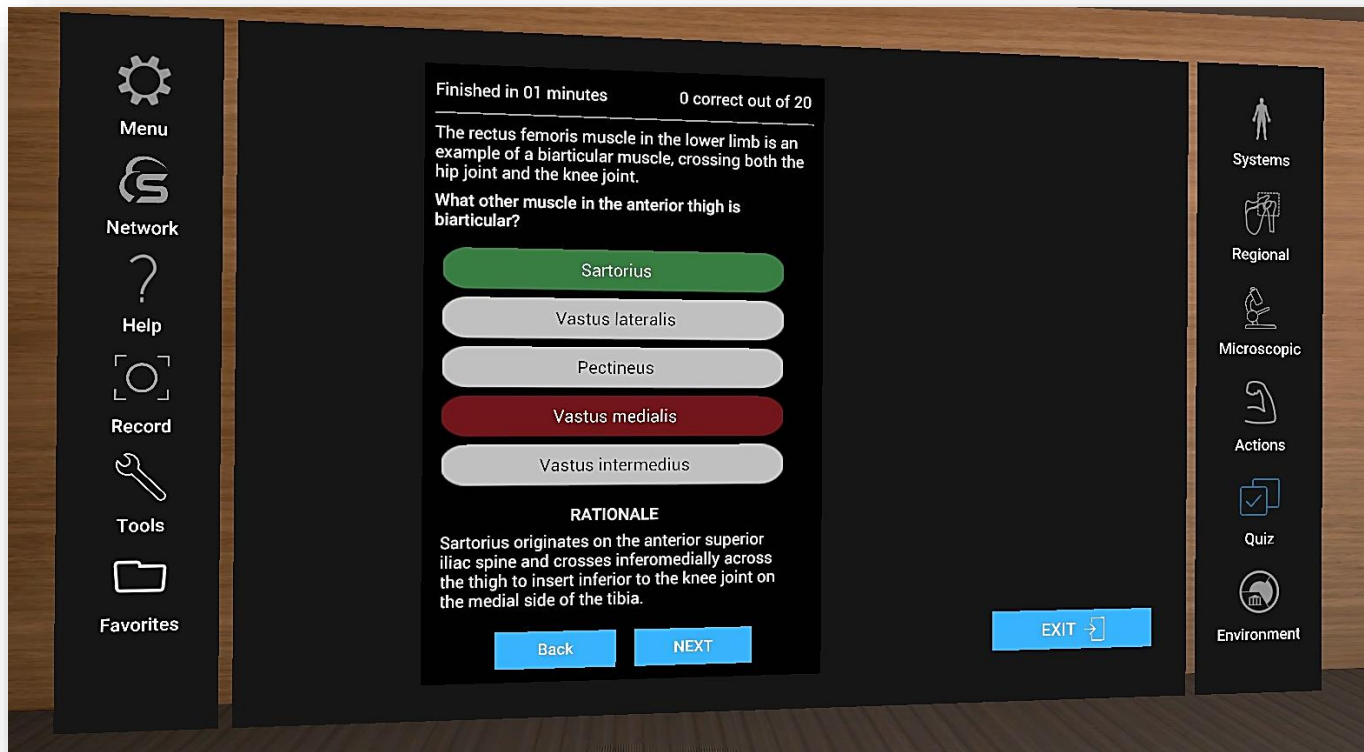 Menu
Network
Help
Record
Tools
Favorites
Finished in 01 minutes
0 correct out of 20
The rectus femoris muscle in the lower limb is an
example of a biarticular muscle, crossing both the
hip joint and the knee joint.
What other muscle in the anterior thigh is
biarticular?
Sartorius
Vastus lateralis
Pectineus
Vastus medialis
Vastus intermedius
RATIONALE
Sartorius originates on the anterior superior
iliac spine and crosses inferomedially across
the thigh to insert inferior to the knee joint on
the medial side of the tibia.
Back
NEXT
EXIT
Systems
Regional
Microscopic
Actions
Quiz
Environment